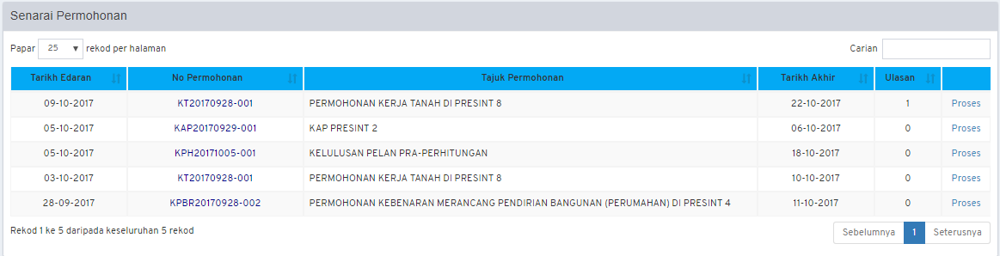 Senarai Permohonan
Papar 25 rekod per halaman Carian
Tarikh Edaran No Permohonan Tajuk Permohonan Tarikh Akhir Ulasan
09-10-2017 KT20170928-001 PERMOHONAN KERJA TANAH DI PRESINT 8 22-10-2017 1 Proses
05-10-2017 KAP20170929-001 KAP PRESINT 2 06-10-2017 0 Proses
05-10-2017 KPH20171005-001 KELULUSAN PELAN PRA-PERHITUNGAN 18-10-2017 0 Proses
03-10-2017 KT20170928-001 PERMOHONAN KERJA TANAH DI PRESINT 8 10-10-2017 0 Proses
28-09-2017 KPBR20170928-002 PERMOHONAN KEBENARAN MERANCANG PENDIRIAN BANGUNAN (PERUMAHAN) DI PRESINT 4 11-10-2017 0 Proses
Rekod 1 ke 5 daripada keseluruhan 5 rekod Sebelumnya 1 Seterusnya